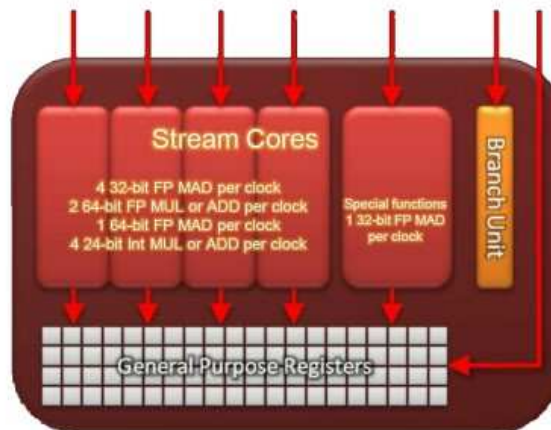 Stream Cores
4 32-bit FP MAD per clock
2 64-bit FP MUL or ADD per clock
1 64-bit FP MAD per clock
4 24-bit Int MUL or ADD per clock
Special functions
1 32-bit FP MAD
per clock
Branch Unit
General Purpose Registers